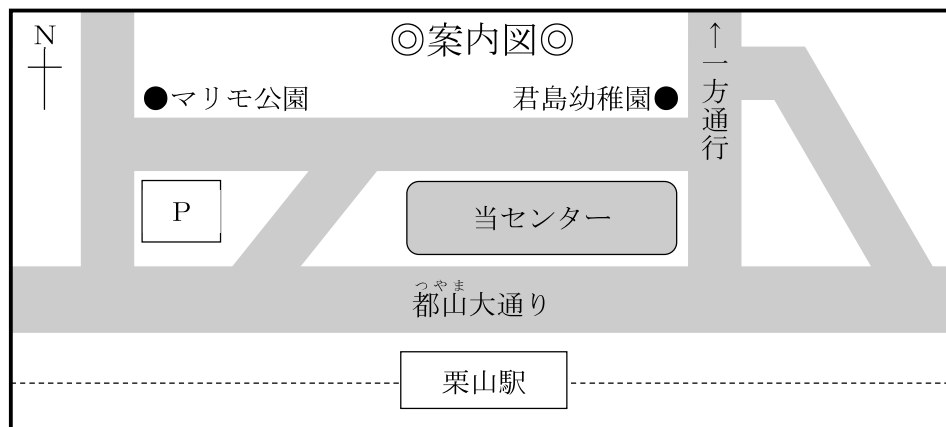 ◎案内図◎
N
↑一方通行
●マリモ公園
君島幼稚園●
P
当センター
つやま
都山大通り
栗山駅